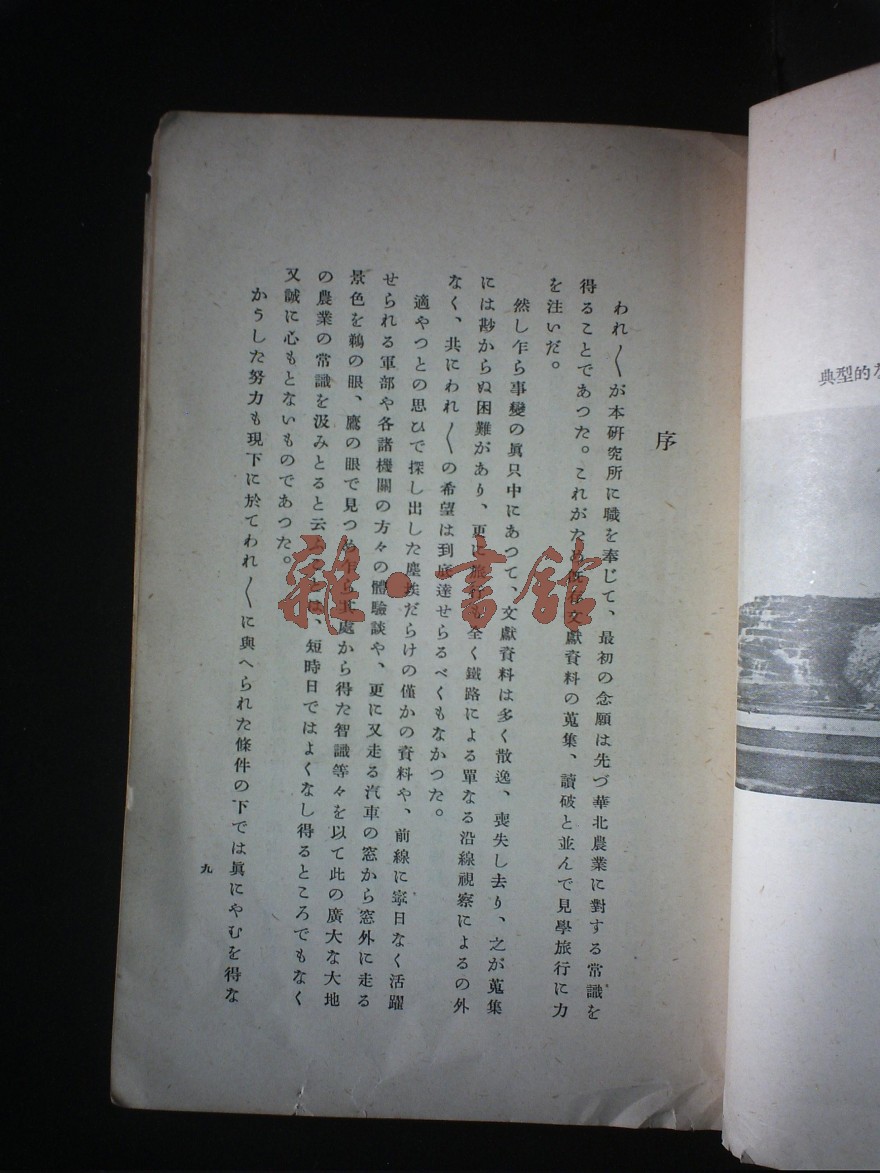 序
われ〱が本研究所に職を奉じて、最初の念願は先づ華北農業に對する常識を
得ることであつた。これがため既存文獻資料の蒐集、讀破と並んで見學旅行に力
を注いだ。
然し乍ら事變の眞只中にあつて、文獻資料は多く散逸、喪失し去り、之が蒐集
には尠からぬ困難があり、更に旅行も全く鐵路による單なる沿線視察によるの外
なく、共にわれ〱の希望は到底達せらるべくもなかつた。
適やつとの思ひで探し出した塵埃だらけの僅かの資料や、前線に寧日なく活躍
せられる軍部や各諸機關の方々の體驗談や、更に又走る汽車の窓から窓外に走る
景色を鵜の眼、鷹の眼で見つめ乍ら其處から得た智識等々を以て此の廣大な大地
の農業の常識を汲みとると云ふことは、短時日ではよくなし得るところでもなく
又誠に心もとないものであつた。
かうした努力も現下に於てわれ〱に與へられた條件の下では眞にやむを得な
九
典型的な
雜·書館